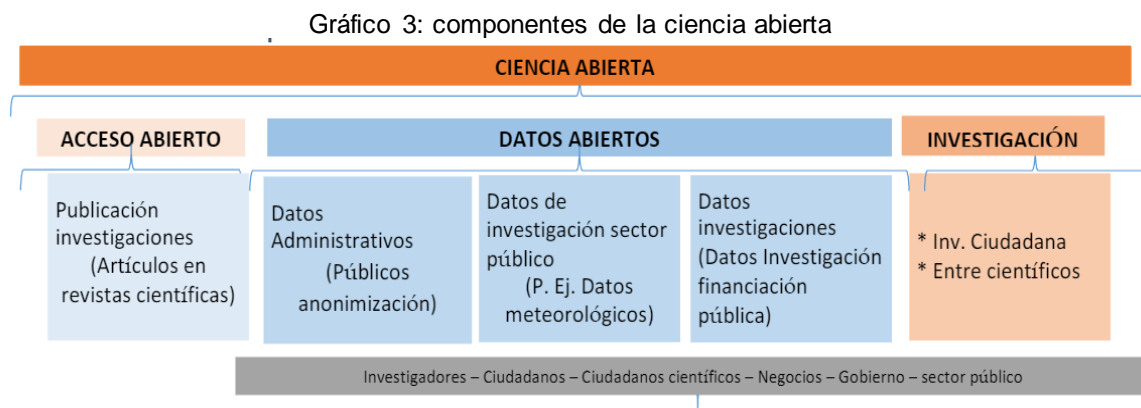 Gráfico 3: componentes de la ciencia abierta
CIENCIA ABIERTA
ACCESO ABIERTO
DATOS ABIERTOS
INVESTIGACIÓN
Publicación
investigaciones
(Artículos en
revistas científicas)
Datos
Administrativos
(Públicos
anonimización)
Datos de
investigación sector
público
(P. Ej. Datos
meteorológicos)
Datos
investigaciones
(Datos Investigación
financiación
pública)
* Inv. Ciudadana
* Entre científicos
Investigadores – Ciudadanos – Ciudadanos científicos – Negocios – Gobierno – sector público